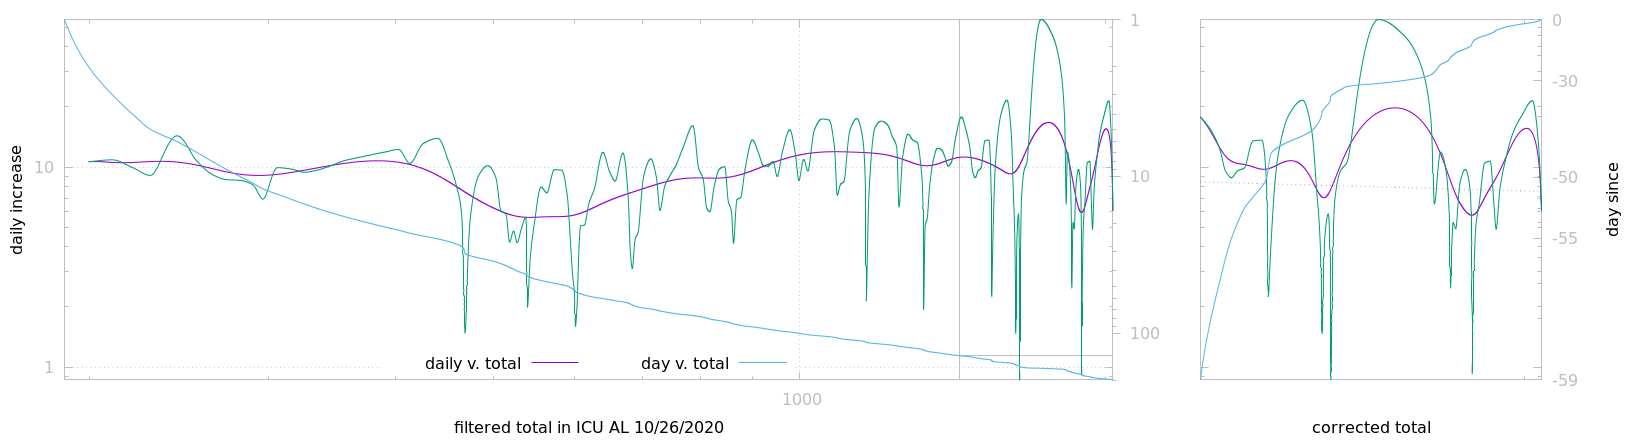 daily increase
10
1
daily v. total
day v. total
1000
filtered total in ICU AL 10/26/2020
1
10
100
corrected total
0
-30
-50
-55
-59
day since